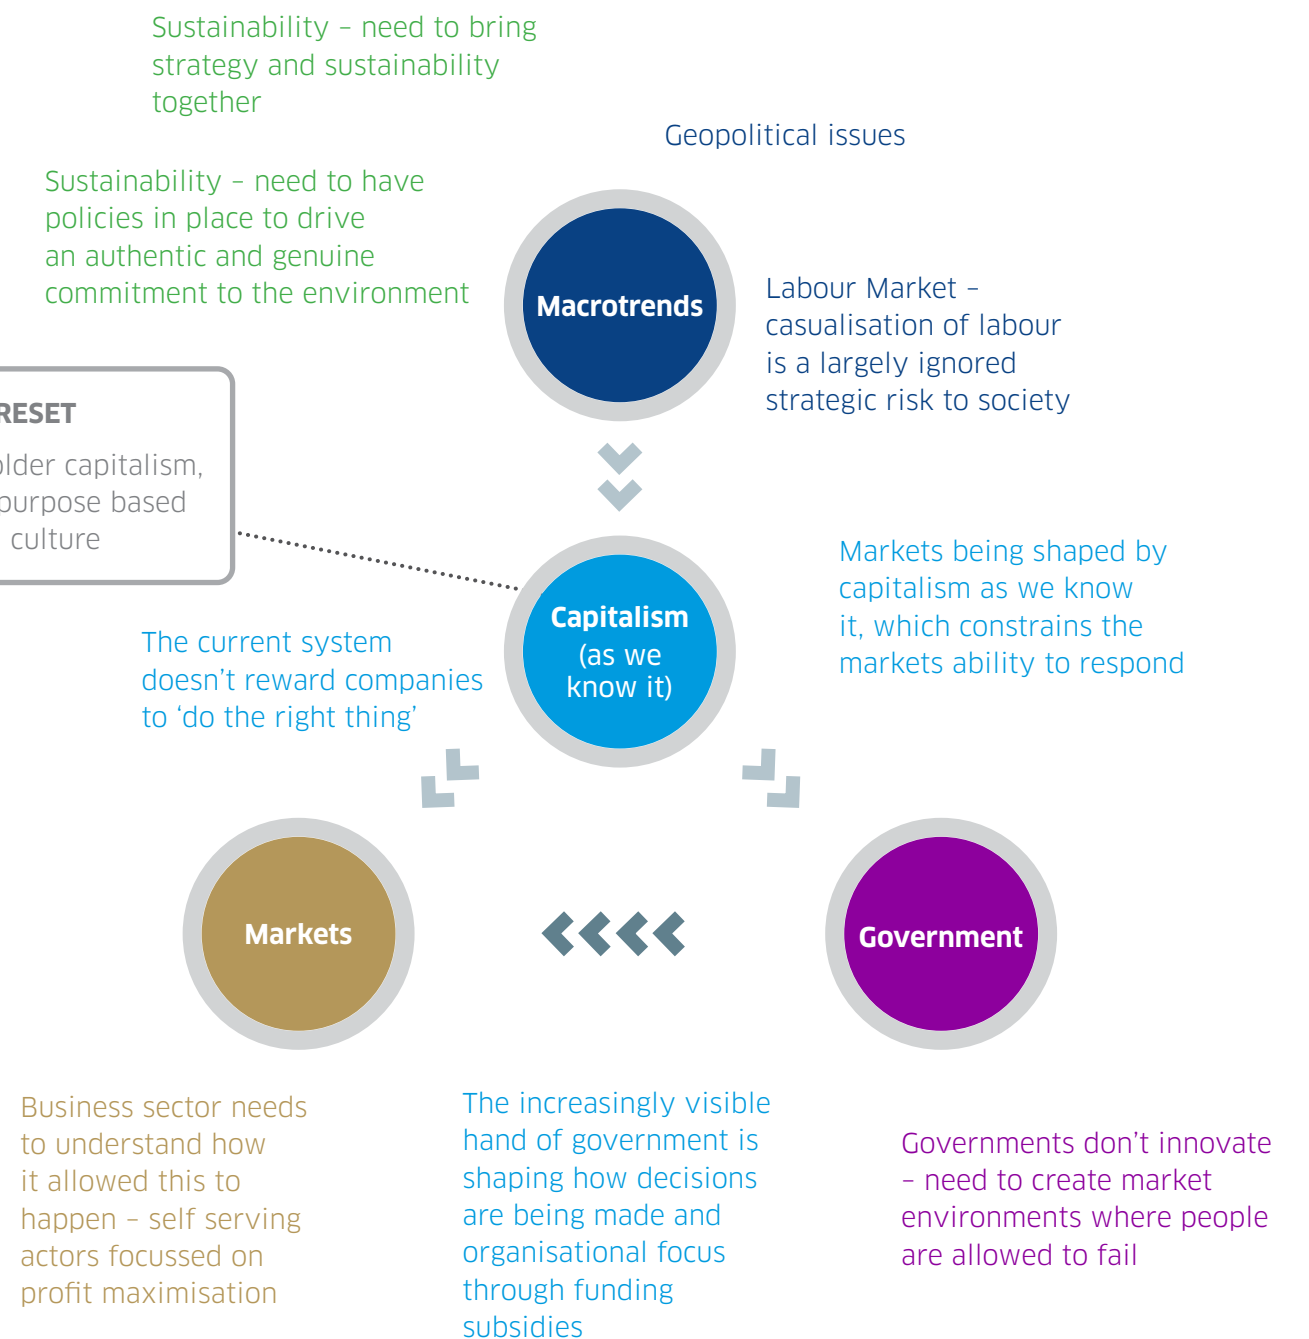 Sustainability – need to bring
strategy and sustainability
together
Geopolitical issues
Sustainability – need to have
policies in place to drive
an authentic and genuine
commitment to the environment
Macrotrends
Labour Market –
casualisation of labour
is a largely ignored
strategic risk to society
RESET
capitalism,
purpose based
culture
Capitalism
(as we
know it)
Markets being shaped by
capitalism as we know
it, which constrains the
markets ability to respond
The current system
doesn't reward companies
to ‘do the right thing’
Markets
Government
Business sector needs
to understand how
it allowed this to
happen – self serving
actors focussed on
profit maximisation
The increasingly visible
hand of government is
shaping how decisions
are being made and
organisational focus
through funding
subsidies
Governments don't innovate
– need to create market
environments where people
are allowed to fail